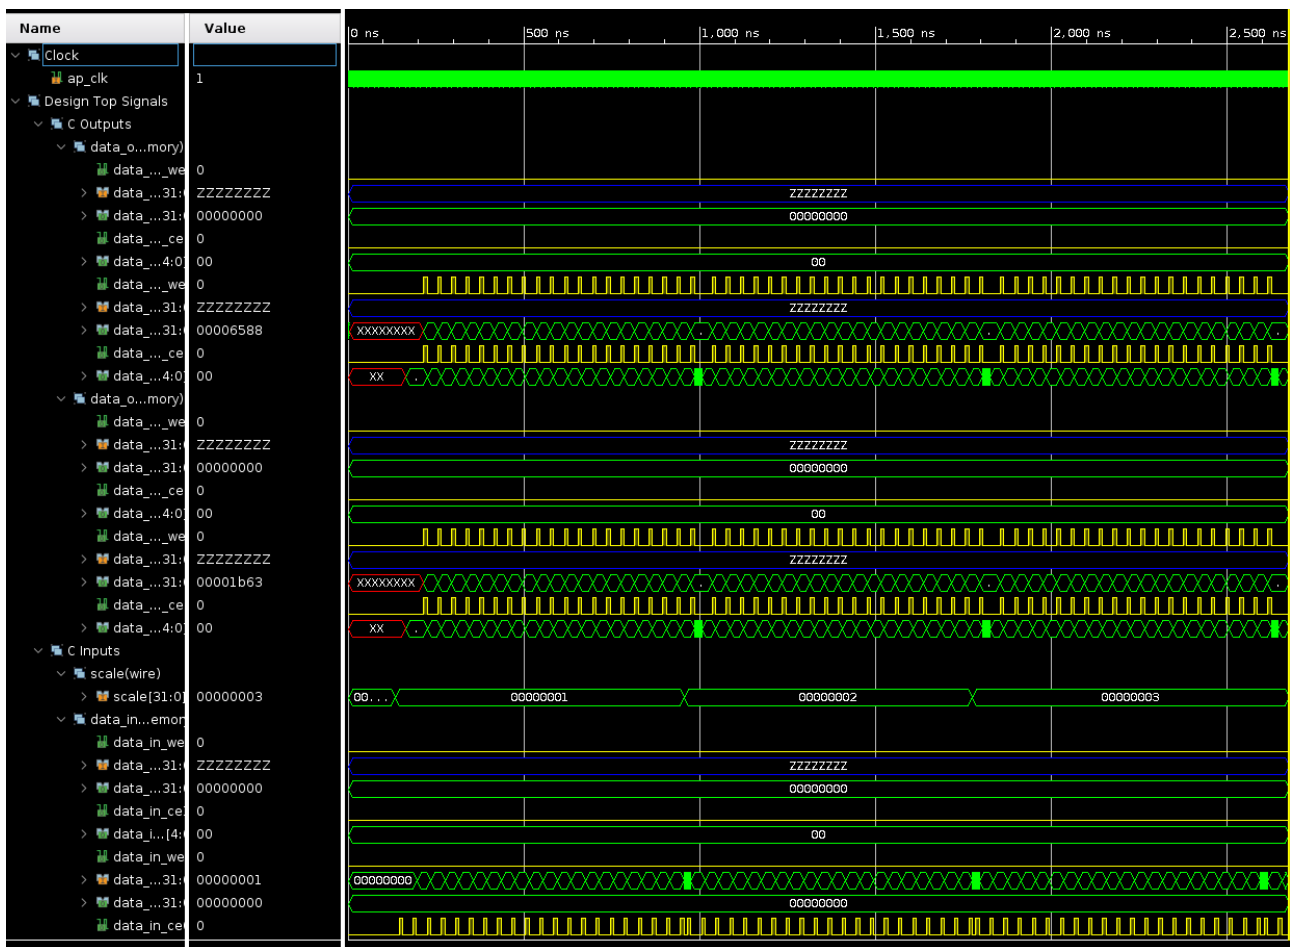 Name Value 0 ns 500 ns 1,000 ns 1,500 ns 2,000 ns 2,500 ns
Clock
ap_clk 1
Design Top Signals
C Outputs
data_o...mory)
data_..._we 0
data_...31: ZZZZZZZZ ZZZZZZZZ
data_...31: 00000000 00000000
data_..._ce 0
data_...4:0] 00 00
data_..._we 0
data_...31: ZZZZZZZZ ZZZZZZZZ
data_...31: 00006588 XXXXXXXX . . .
data_..._ce 0
data_...4:0] 00 XX .
data_o...mory)
data_..._we 0
data_...31: ZZZZZZZZ ZZZZZZZZ
data_...31: 00000000 00000000
data_..._ce 0
data_...4:0] 00 00
data_..._we 0
data_...31: ZZZZZZZZ ZZZZZZZZ
data_...31: 00001b63 XXXXXXXX . . .
data_..._ce 0
data_...4:0] 00 XX .
C Inputs
scale(wire)
scale[31:0] 00000003 00... 00000001 00000002 00000003
data_in...emor
data_in_we 0
data_...31: ZZZZZZZZ ZZZZZZZZ
data_...31: 00000000 00000000
data_in_ce 0
data_i...[4: 00 00
data_in_we 0
data_...31: 00000001 00000000
data_...31: 00000000 00000000
data_in_ce 0